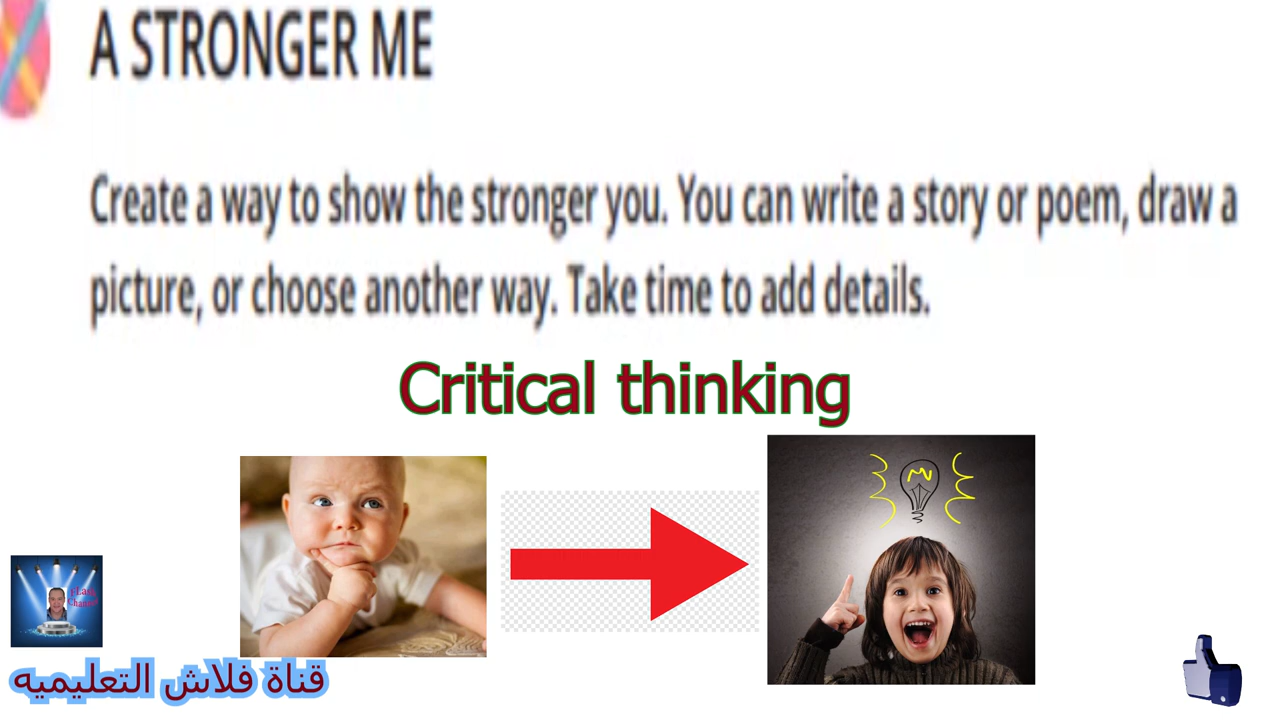 A STRONGER ME
Create a way to show the stronger you. You can write a story or poem, draw a
picture, or choose another way. Take time to add details.
Critical thinking
قناة فلاش التعليميه